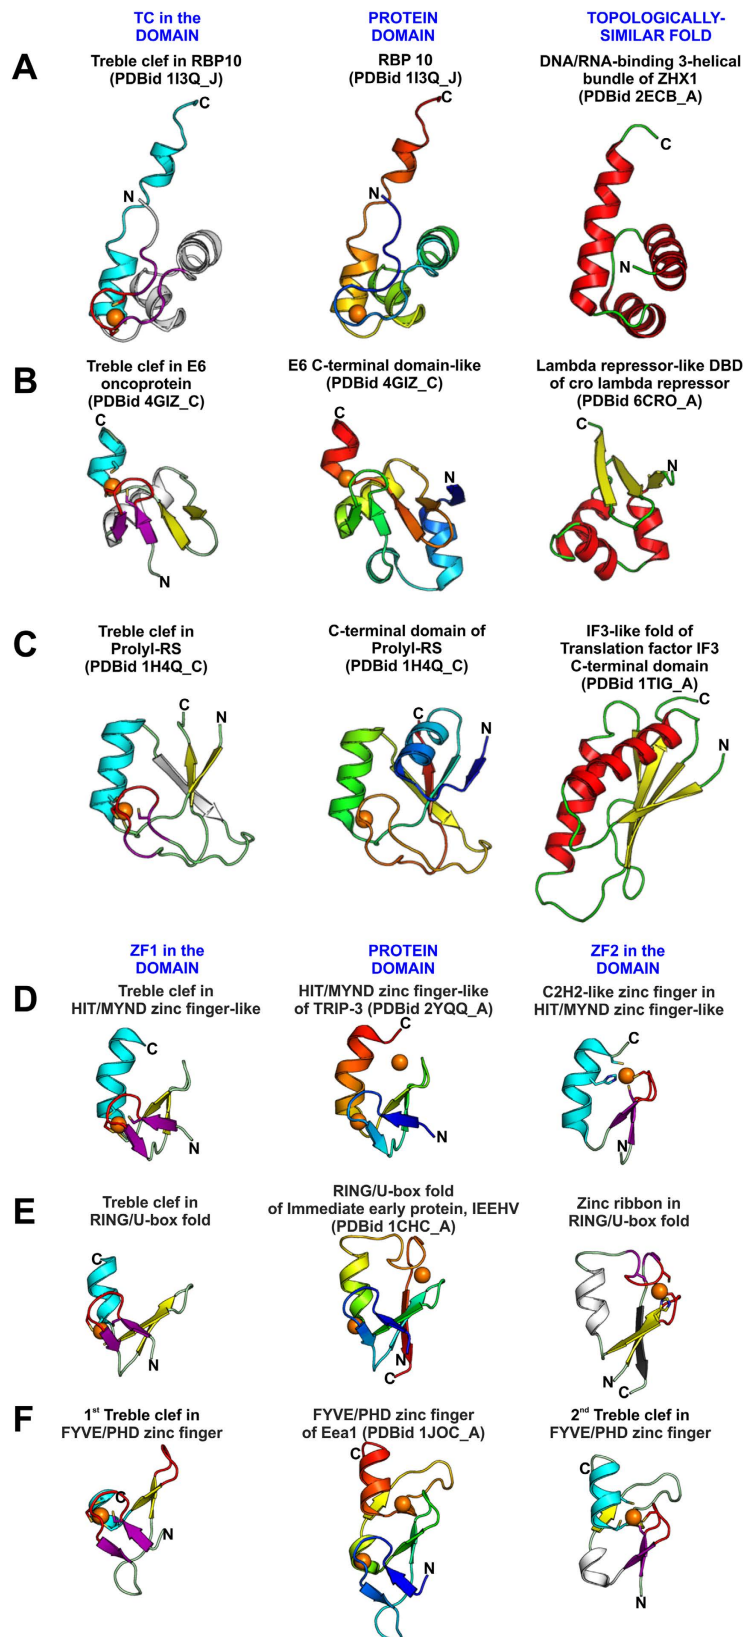 TC in the
DOMAIN
PROTEIN
DOMAIN
TOPOLOGICALLY-
SIMILAR FOLD
A
Treble clef in RBP10
(PDBid 1I3Q_J)
RBP 10
(PDBid 1I3Q_J)
DNA/RNA-binding 3-helical
bundle of ZHX1
(PDBid 2ECB_A)
C
N
C
N
C
N
B
Treble clef in E6
oncoprotein
(PDBid 4GIZ_C)
E6 C-terminal domain-like
(PDBid 4GIZ_C)
Lambda repressor-like DBD
of cro lambda repressor
(PDBid 6CRO_A)
C
N
C
N
C
N
C
Treble clef in
Prolyl-RS
(PDBid 1H4Q_C)
C-terminal domain of
Prolyl-RS
(PDBid 1H4Q_C)
IF3-like fold of
Translation factor IF3
C-terminal domain
(PDBid 1TIG_A)
C
N
C
N
C
N
ZF1 in the
DOMAIN
PROTEIN
DOMAIN
ZF2 in the
DOMAIN
D
Treble clef in
HIT/MYND zinc finger-like
HIT/MYND zinc finger-like
of TRIP-3 (PDBid 2YQQ_A)
C2H2-like zinc finger in
HIT/MYND zinc finger-like
C
N
C
N
C
N
E
Treble clef in
RING/U-box fold
RING/U-box fold
of Immediate early protein, IEEHV
(PDBid 1CHC_A)
Zinc ribbon in
RING/U-box fold
C
N
N
C
N
C
F
1st Treble clef in
FYVE/PHD zinc finger
FYVE/PHD zinc finger
of Eea1 (PDBid 1JOC_A)
2nd Treble clef in
FYVE/PHD zinc finger
C
N
C
N
C
N